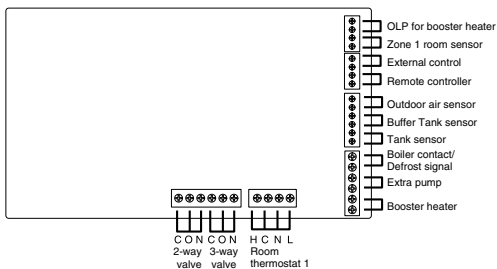 OLP for booster heater
Zone 1 room sensor
External control
Remote controller
Outdoor air sensor
Buffer Tank sensor
Tank sensor
Boiler contact/
Defrost signal
Extra pump
Booster heater
C O N C O N H C N L
2-way 3-way Room
valve valve thermostat 1